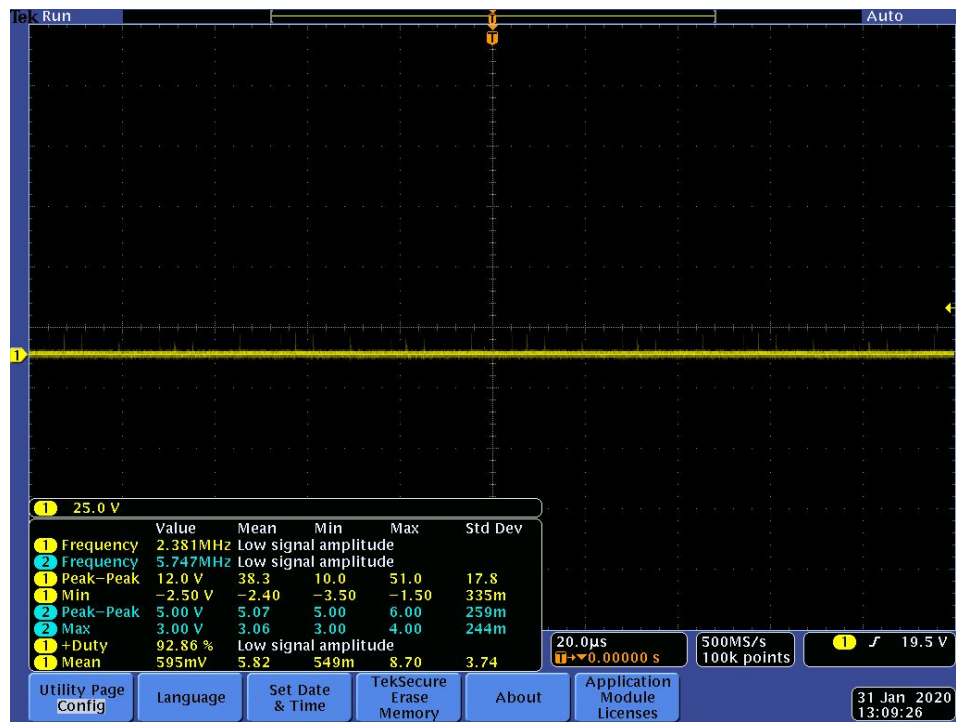 Tek Run Auto
T
T
1
1 25.0 V
Value Mean Min Max Std Dev
1 Frequency 2.381MHz Low signal amplitude
2 Frequency 5.747MHz Low signal amplitude
1 Peak-Peak 12.0 V 38.3 10.0 51.0 17.8
1 Min −2.50 V −2.40 −3.50 −1.50 335m
2 Peak-Peak 5.00 V 5.07 5.00 6.00 259m
2 Max 3.00 V 3.06 3.00 4.00 244m
1 +Duty 92.86 % Low signal amplitude
1 Mean 595mV 5.82 549m 8.70 3.74
20.0µs
T→▼0.00000 s
500MS/s
100k points
1 ʃ 19.5 V
Utility Page
Config
Language
Set Date
& Time
TekSecure
Erase
Memory
About
Application
Module
Licenses
31 Jan 2020
13:09:26